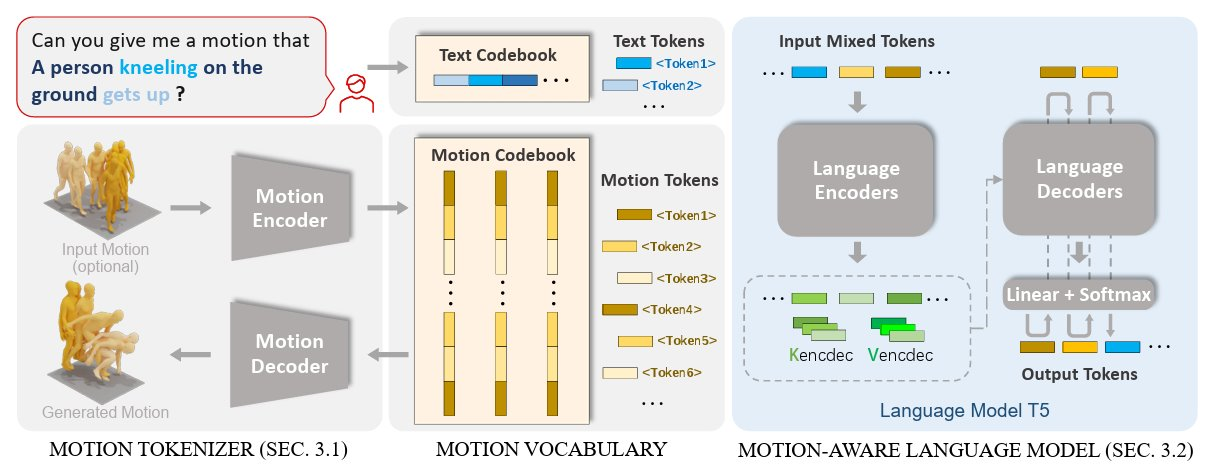 Can you give me a motion that
A person kneeling on the
ground gets up ?
Text Codebook
Text Tokens
<Token1>
<Token2>
Input Motion
(optional)
Motion
Encoder
Generated Motion
Motion
Decoder
Motion Codebook
Motion Tokens
<Token1>
<Token2>
<Token3>
<Token4>
<Token5>
<Token6>
Input Mixed Tokens
Language
Encoders
Language
Decoders
Kencdec
Vencdec
Linear + Softmax
Output Tokens
Language Model T5
MOTION TOKENIZER (SEC. 3.1)
MOTION VOCABULARY
MOTION-AWARE LANGUAGE MODEL (SEC. 3.2)